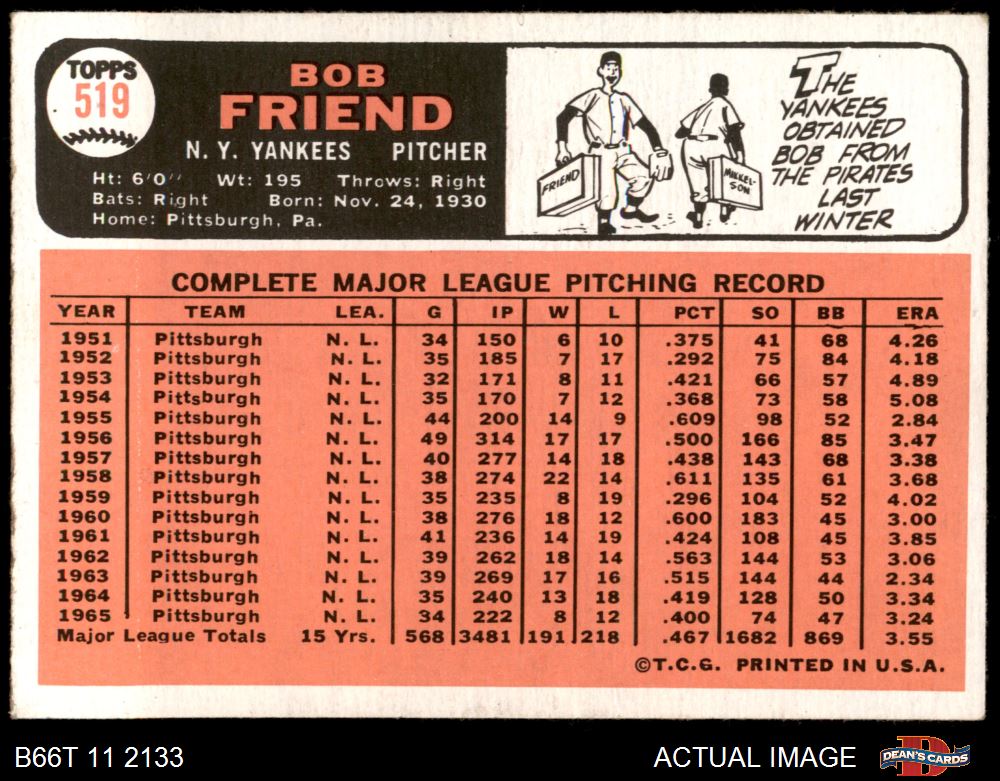 TOPPS
519
BOB
FRIEND
N. Y. YANKEES PITCHER
Ht: 6'0" Wt: 195 Throws: Right
Bats: Right Born: Nov. 24, 1930
Home: Pittsburgh, Pa.
FRIEND
MIKKEL-
SON
THE
YANKEES
OBTAINED
BOB FROM
THE PIRATES
LAST
WINTER
COMPLETE MAJOR LEAGUE PITCHING RECORD
YEAR TEAM LEA. G IP W L PCT SO BB ERA
1951 Pittsburgh N. L. 34 150 6 10 .375 41 68 4.26
1952 Pittsburgh N. L. 35 185 7 17 .292 75 84 4.18
1953 Pittsburgh N. L. 32 171 8 11 .421 66 57 4.89
1954 Pittsburgh N. L. 35 170 7 12 .368 73 58 5.08
1955 Pittsburgh N. L. 44 200 14 9 .609 98 52 2.84
1956 Pittsburgh N. L. 49 314 17 17 .500 166 85 3.47
1957 Pittsburgh N. L. 40 277 14 18 .438 143 68 3.38
1958 Pittsburgh N. L. 38 274 22 14 .611 135 61 3.68
1959 Pittsburgh N. L. 35 235 8 19 .296 104 52 4.02
1960 Pittsburgh N. L. 38 276 18 12 .600 183 45 3.00
1961 Pittsburgh N. L. 41 236 14 19 .424 108 45 3.85
1962 Pittsburgh N. L. 39 262 18 14 .563 144 53 3.06
1963 Pittsburgh N. L. 39 269 17 16 .515 144 44 2.34
1964 Pittsburgh N. L. 35 240 13 18 .419 128 50 3.34
1965 Pittsburgh N. L. 34 222 8 12 .400 74 47 3.24
Major League Totals 15 Yrs. 568 3481 191 218 .467 1682 869 3.55
©T.C.G. PRINTED IN U.S.A.
B66T 11 2133 ACTUAL IMAGE DEAN'S CARDS